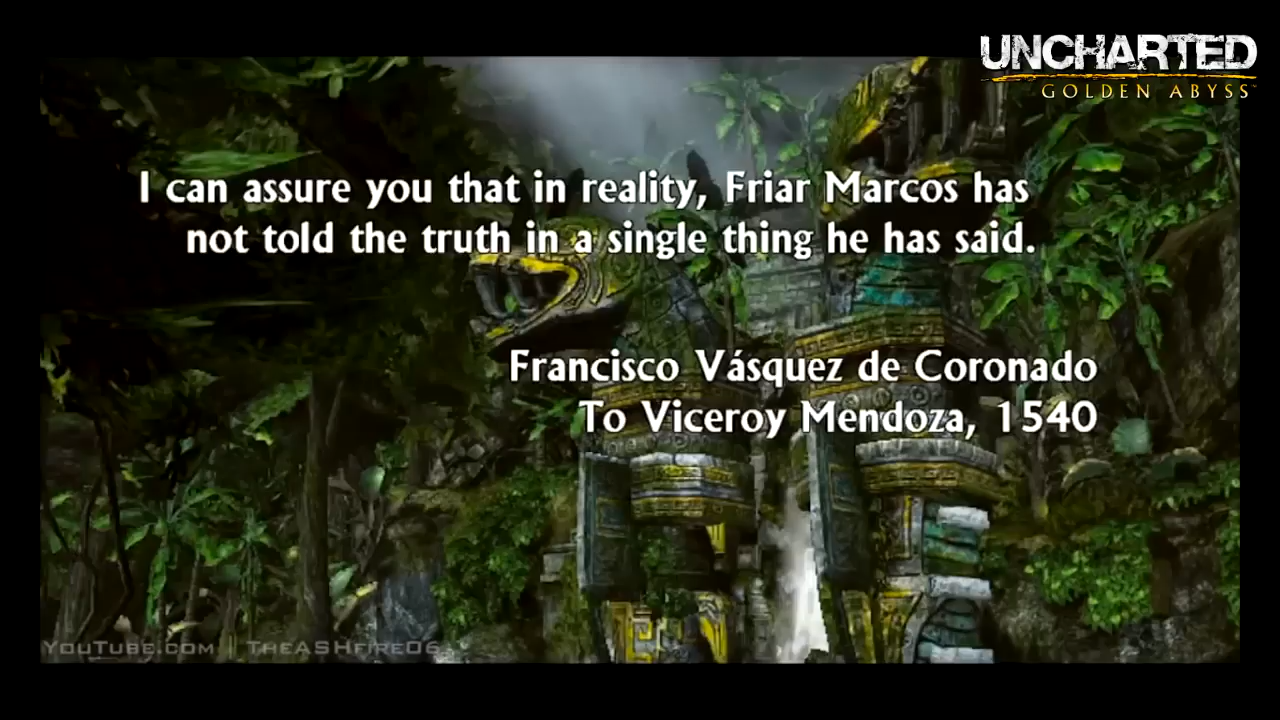 UNCHARTED
GOLDEN ABYSS
I can assure you that in reality, Friar Marcos has
not told the truth in a single thing he has said.
Francisco Vásquez de Coronado
To Viceroy Mendoza, 1540
YouTube.com | TheASHfire06